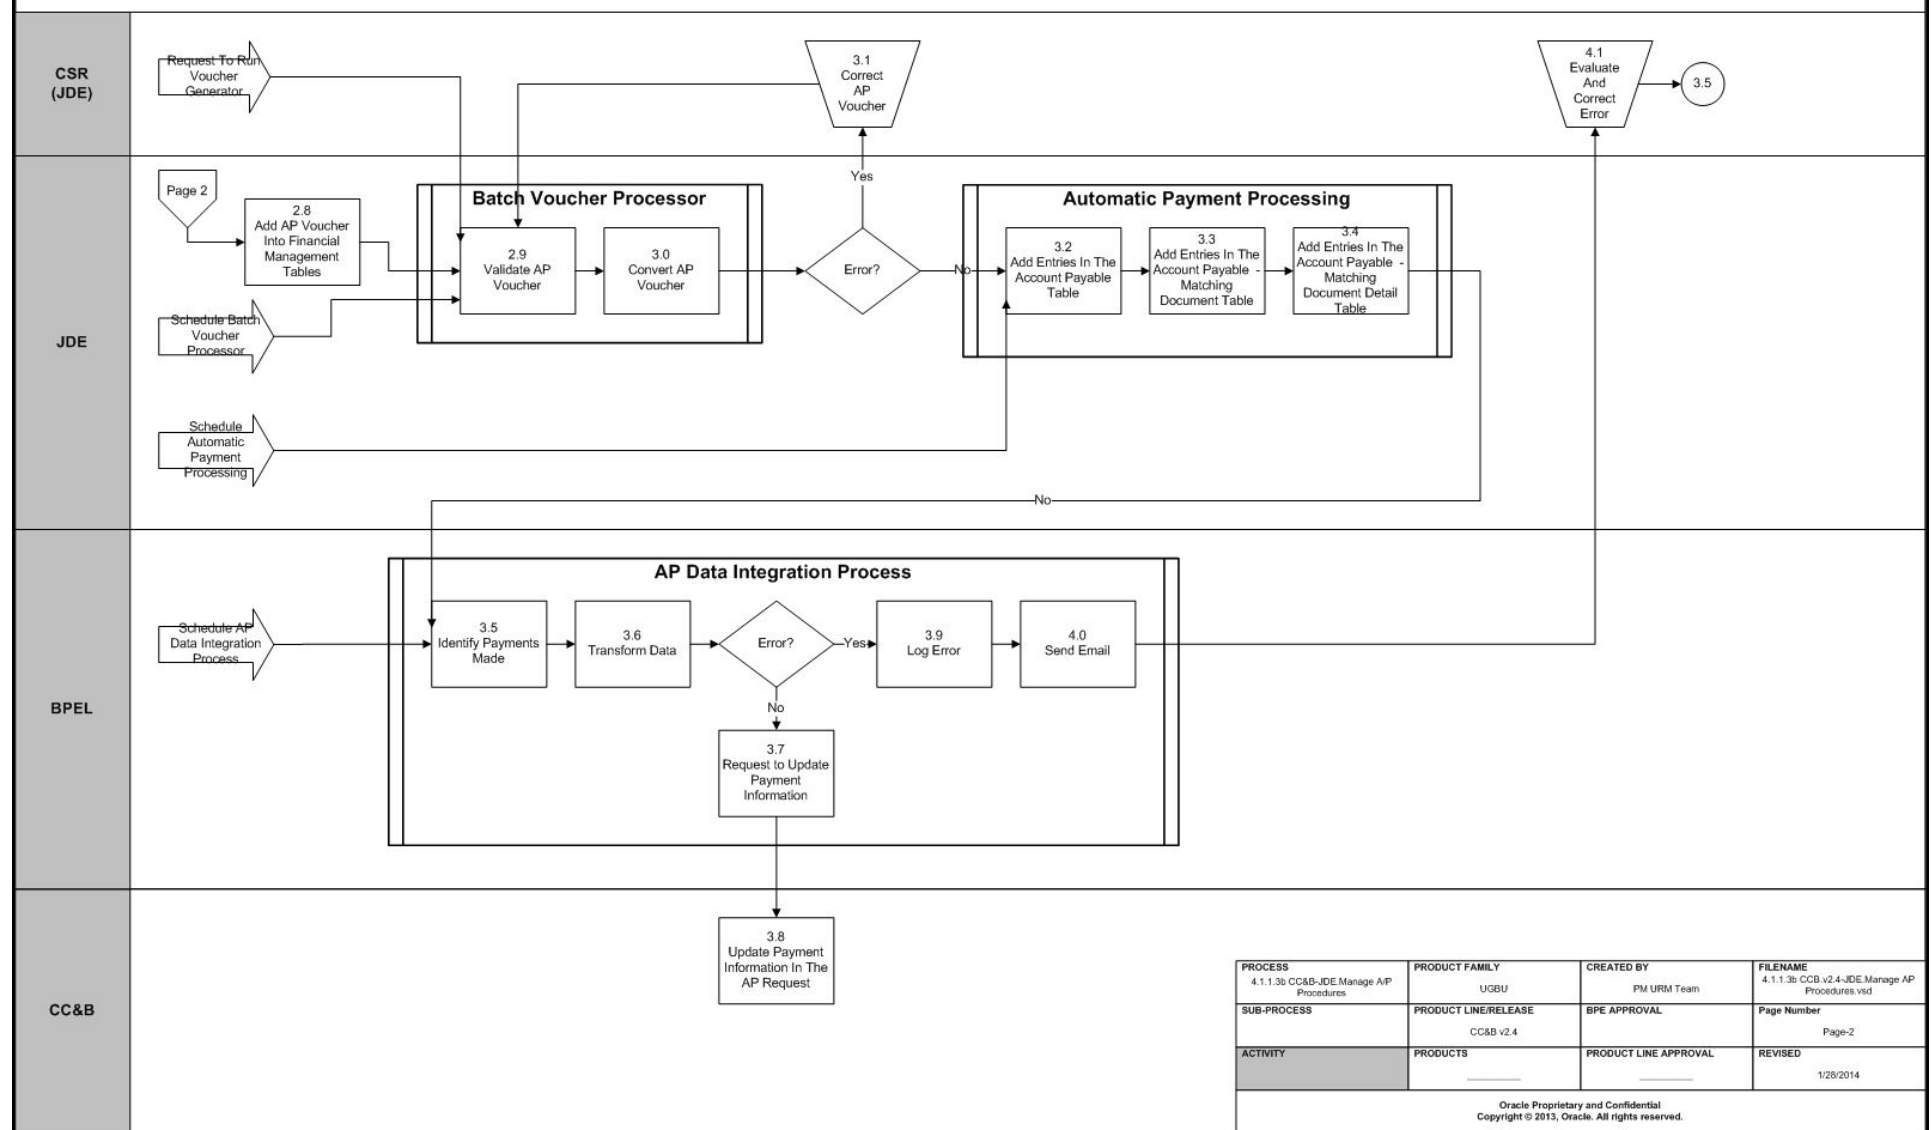 CSR
(JDE)
Request To Run
Voucher
Generator
3.1
Correct
AP
Voucher
4.1
Evaluate
And
Correct
Error
3.5
JDE
Page 2
2.8
Add AP Voucher
Into Financial
Management
Tables
Schedule Batch
Voucher
Processor
Schedule
Automatic
Payment
Processing
Batch Voucher Processor
2.9
Validate AP
Voucher
3.0
Convert AP
Voucher
Yes
Error?
No
Automatic Payment Processing
3.2
Add Entries In The
Account Payable
Table
3.3
Add Entries In The
Account Payable -
Matching
Document Table
3.4
Add Entries In The
Account Payable -
Matching
Document Detail
Table
No
BPEL
Schedule AP
Data Integration
Process
AP Data Integration Process
3.5
Identify Payments
Made
3.6
Transform Data
Error?
Yes
3.9
Log Error
4.0
Send Email
No
3.7
Request to Update
Payment
Information
CC&B
3.8
Update Payment
Information In The
AP Request
PROCESS
4.1.1.3b CC&B-JDE.Manage A/P
Procedures
PRODUCT FAMILY
UGBU
CREATED BY
PM URM Team
FILENAME
4.1.1.3b CCB.v2.4-JDE.Manage AP
Procedures.vsd
SUB-PROCESS
PRODUCT LINE/RELEASE
CC&B v2.4
BPE APPROVAL
Page Number
Page-2
ACTIVITY
PRODUCTS
PRODUCT LINE APPROVAL
REVISED
1/28/2014
Oracle Proprietary and Confidential
Copyright © 2013, Oracle. All rights reserved.